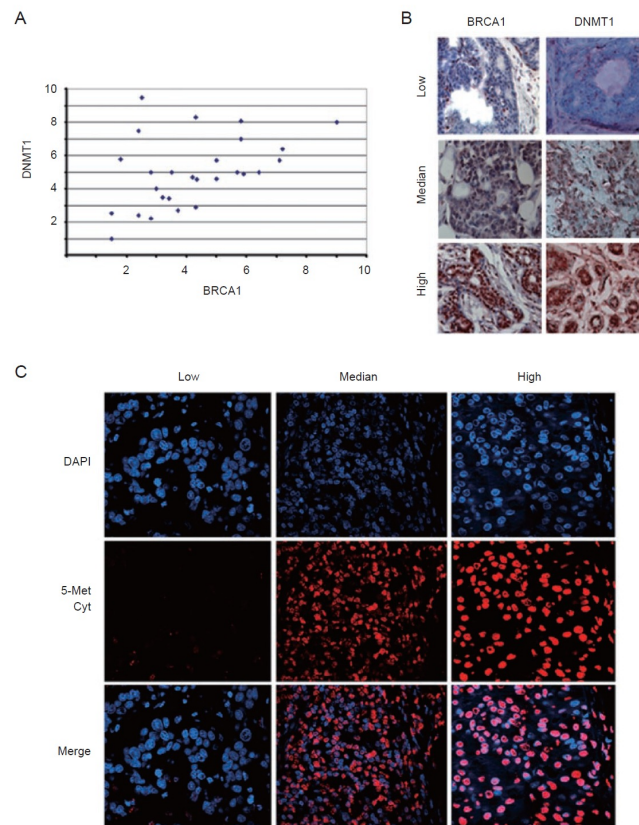 A
DNMT1
10
8
6
4
2
2 4 6 8 10
BRCA1
B
BRCA1 DNMT1
Low
Median
High
C
Low Median High
DAPI
5-Met
Cyt
Merge